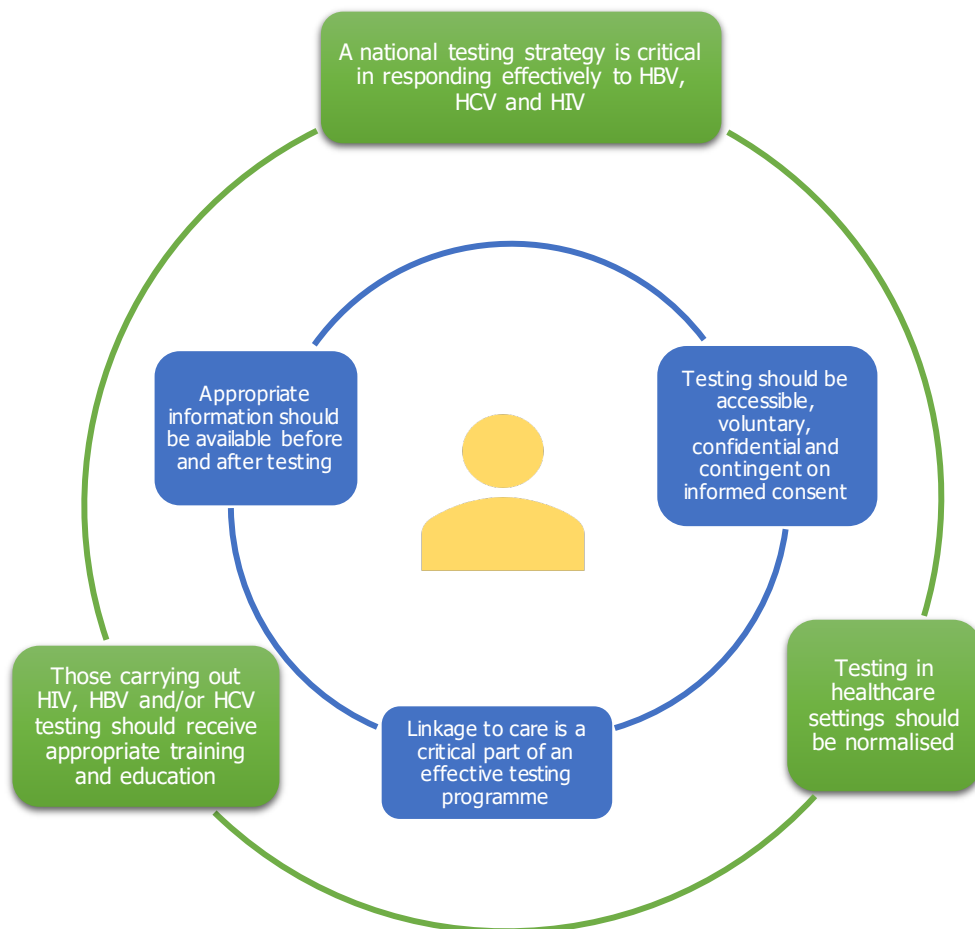 A national testing strategy is critical
in responding effectively to HBV,
HCV and HIV
Appropriate
information should
be available before
and after testing
Testing should be
accessible,
voluntary,
confidential and
contingent on
informed consent
Those carrying out
HIV, HBV and/or HCV
testing should receive
appropriate training
and education
Linkage to care is a
critical part of an
effective testing
programme
Testing in
healthcare
settings should
be normalised